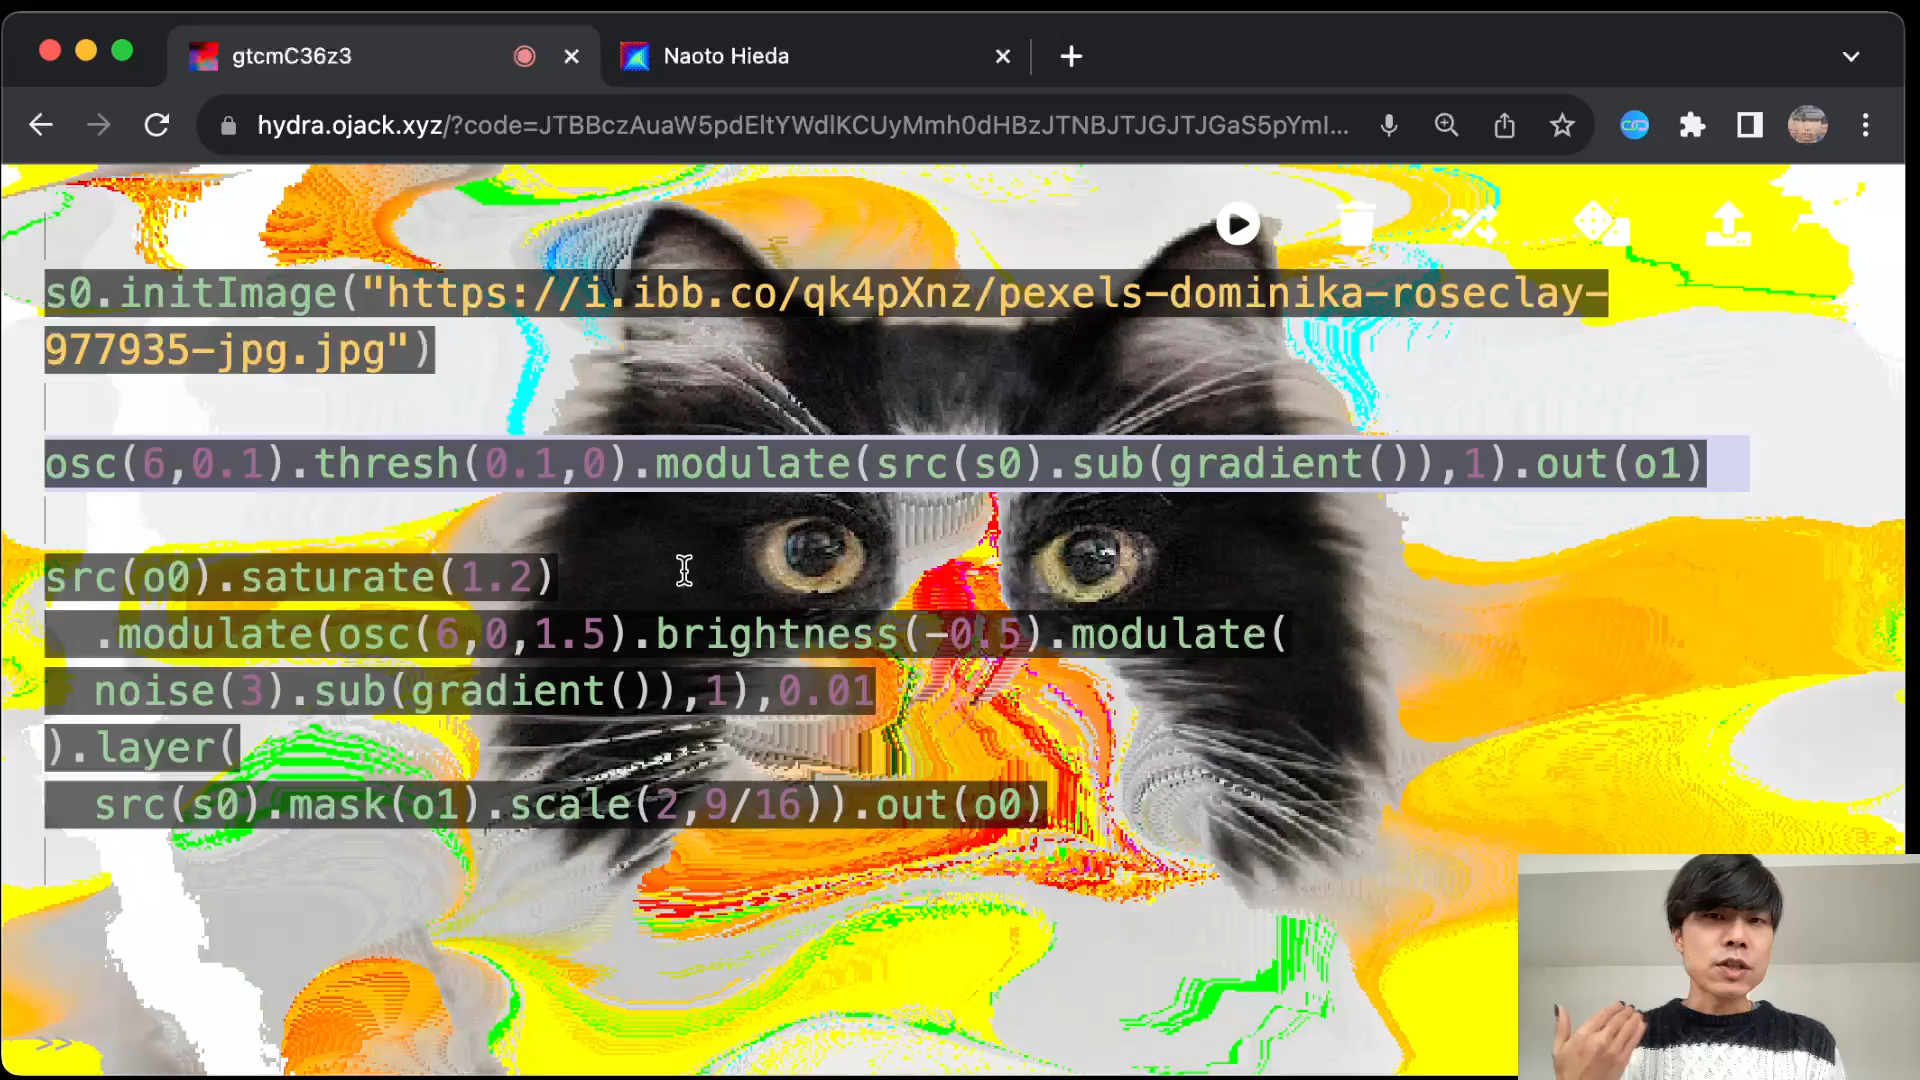 gtcmC36z3
Naoto Hieda
hydra.ojack.xyz/?code=JTBBczAuaW5pdEltYWdlKCUyMmh0dHBzJTNBJTJGJTJGaS5pYmI...
s0.initImage("https://i.ibb.co/qk4pXnz/pexels-dominika-roseclay-
977935-jpg.jpg")
osc(6,0.1).thresh(0.1,0).modulate(src(s0).sub(gradient()),1).out(o1)
src(o0).saturate(1.2)
.modulate(osc(6,0,1.5).brightness(-0.5).modulate(
noise(3).sub(gradient()),1),0.01
).layer(
src(s0).mask(o1).scale(2,9/16)).out(o0)
>>